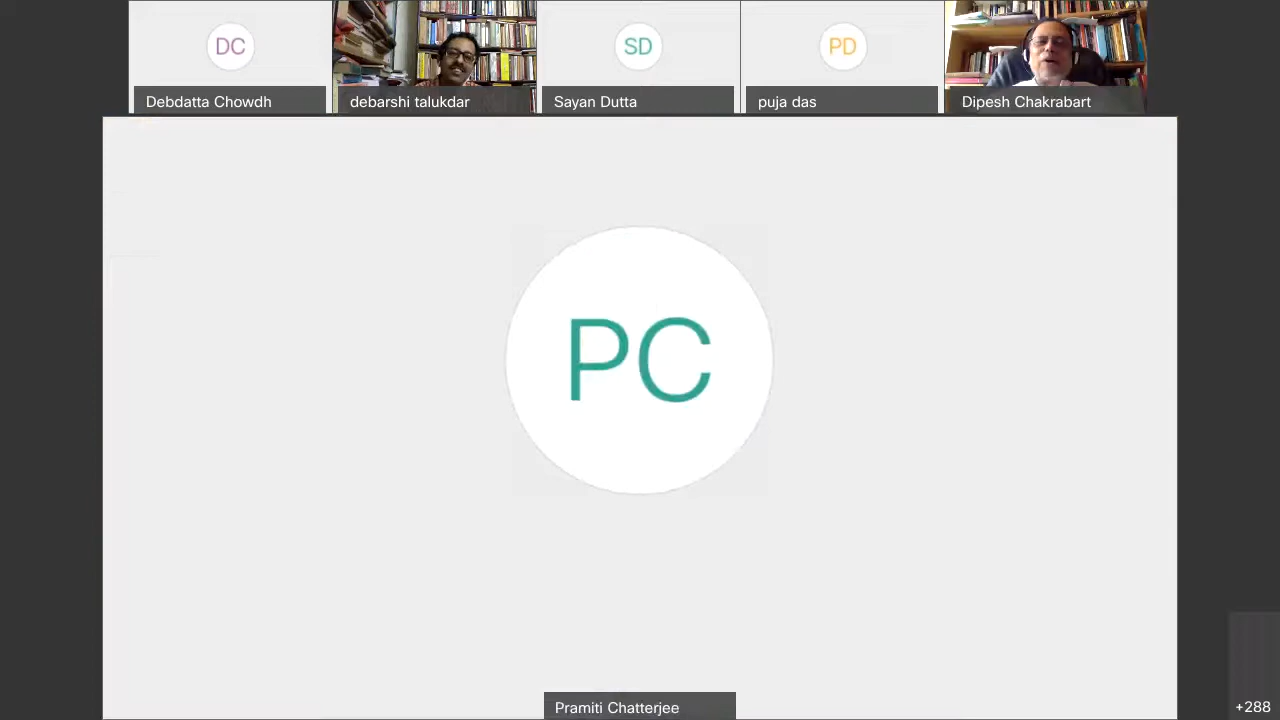 DC
SD
PD
Debdatta Chowdh
debarshi talukdar
Sayan Dutta
puja das
Dipesh Chakrabart
PC
Pramiti Chatterjee
+288